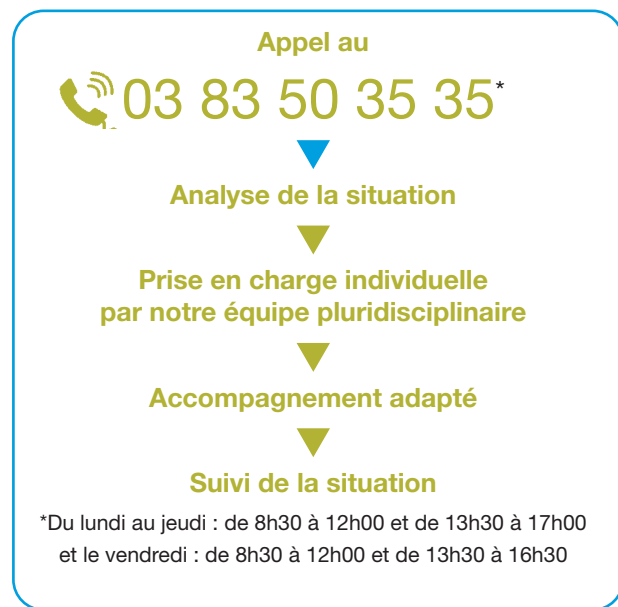 Appel au
03 83 50 35 35*
Analyse de la situation
Prise en charge individuelle
par notre équipe pluridisciplinaire
Accompagnement adapté
Suivi de la situation
*Du lundi au jeudi : de 8h30 à 12h00 et de 13h30 à 17h00
et le vendredi : de 8h30 à 12h00 et de 13h30 à 16h30